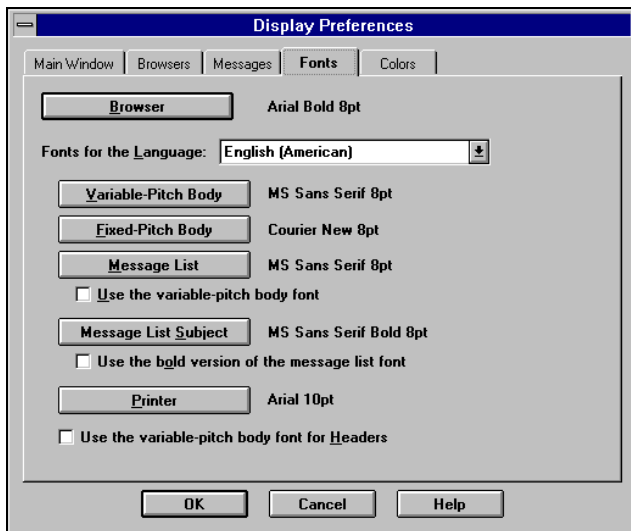 Display Preferences
Main Window Browsers Messages Fonts Colors
Browser Arial Bold 8pt
Fonts for the Language: English (American)
Variable-Pitch Body MS Sans Serif 8pt
Fixed-Pitch Body Courier New 8pt
Message List MS Sans Serif 8pt
Use the variable-pitch body font
Message List Subject MS Sans Serif Bold 8pt
Use the bold version of the message list font
Printer Arial 10pt
Use the variable-pitch body font for Headers
OK Cancel Help